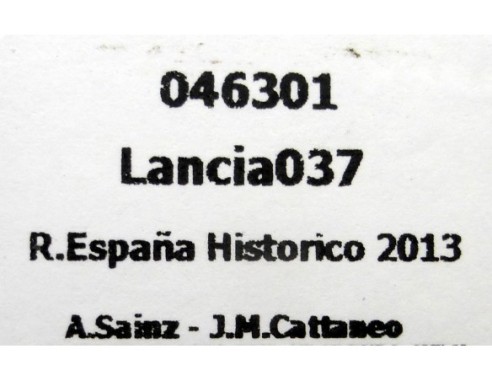 046301
Lancia037
R.España Historico 2013
A.Sainz - J.M.Cattaneo